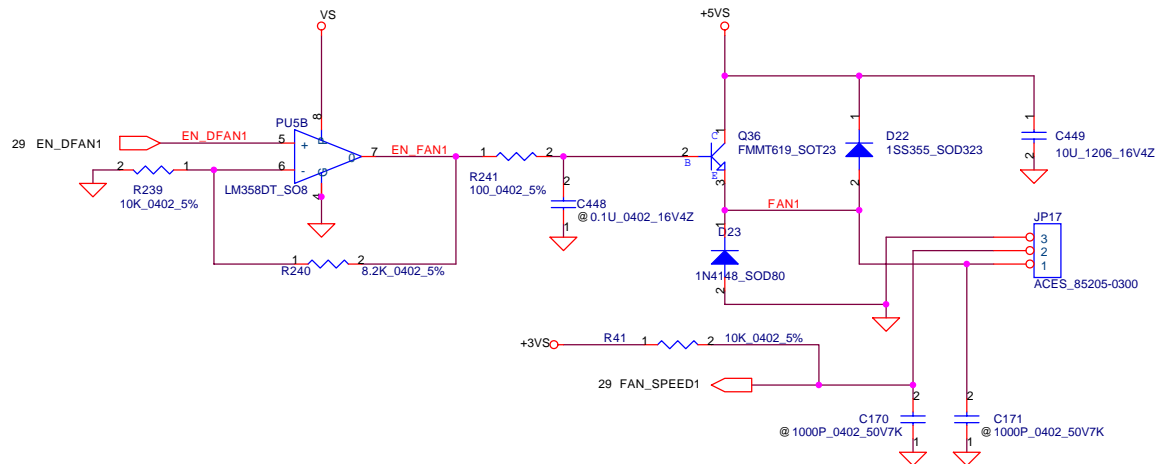 VS
+5VS
PU5B
8
P
29 EN_DFAN1
EN_DFAN1
5
+
O
7
EN_FAN1
6
-
G
4
LM358DT_SO8
2
1
R239
10K_0402_5%
1
R240
2
8.2K_0402_5%
1
R241
2
100_0402_5%
2
C448
@0.1U_0402_16V4Z
1
1
C
2
B
E
3
Q36
FMMT619_SOT23
1
D22
1SS355_SOD323
2
1
C449
10U_1206_16V4Z
2
FAN1
1
D23
1N4148_SOD80
2
JP17
3
2
1
ACES_85205-0300
+3VS
R41
1
2
10K_0402_5%
29 FAN_SPEED1
2
C170
@1000P_0402_50V7K
1
2
C171
@1000P_0402_50V7K
1